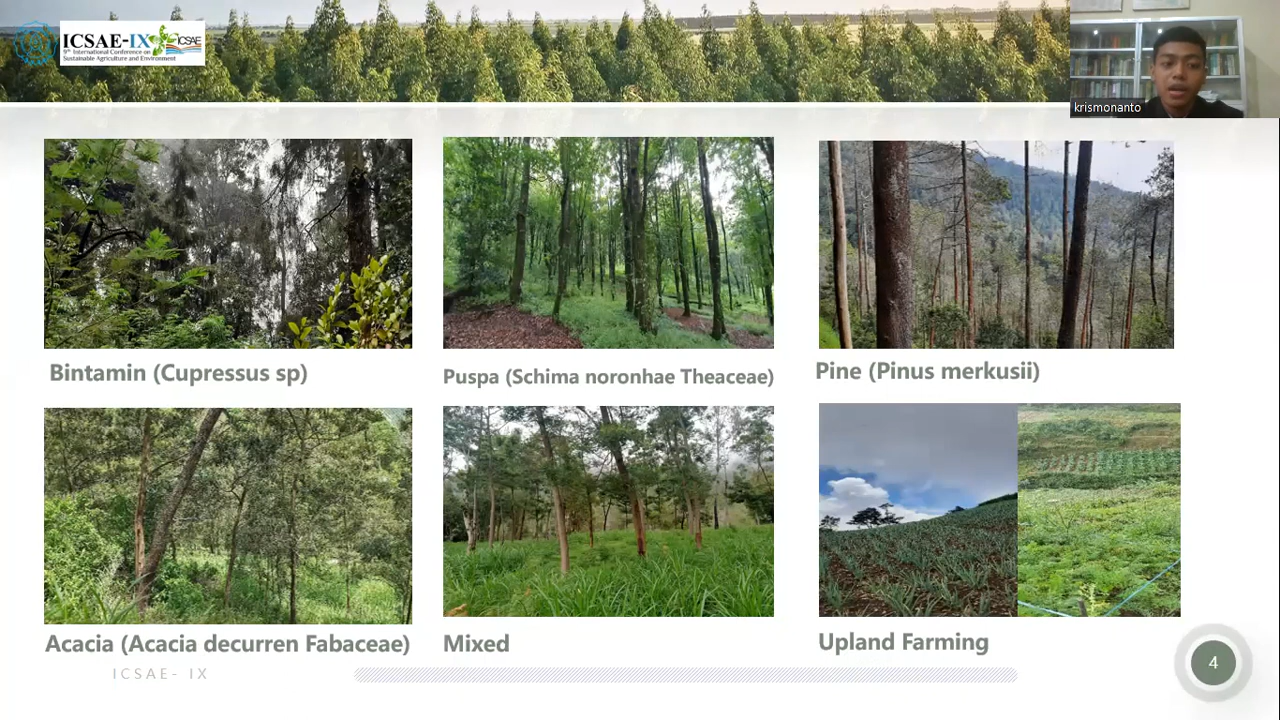 ICSAE-IX
9th International Conference on
Sustainable Agriculture and Environment
ICSAE
krismonanto
Bintamin (Cupressus sp)
Puspa (Schima noronhae Theaceae)
Pine (Pinus merkusii)
Acacia (Acacia decurren Fabaceae)
Mixed
Upland Farming
ICSAE- IX
4